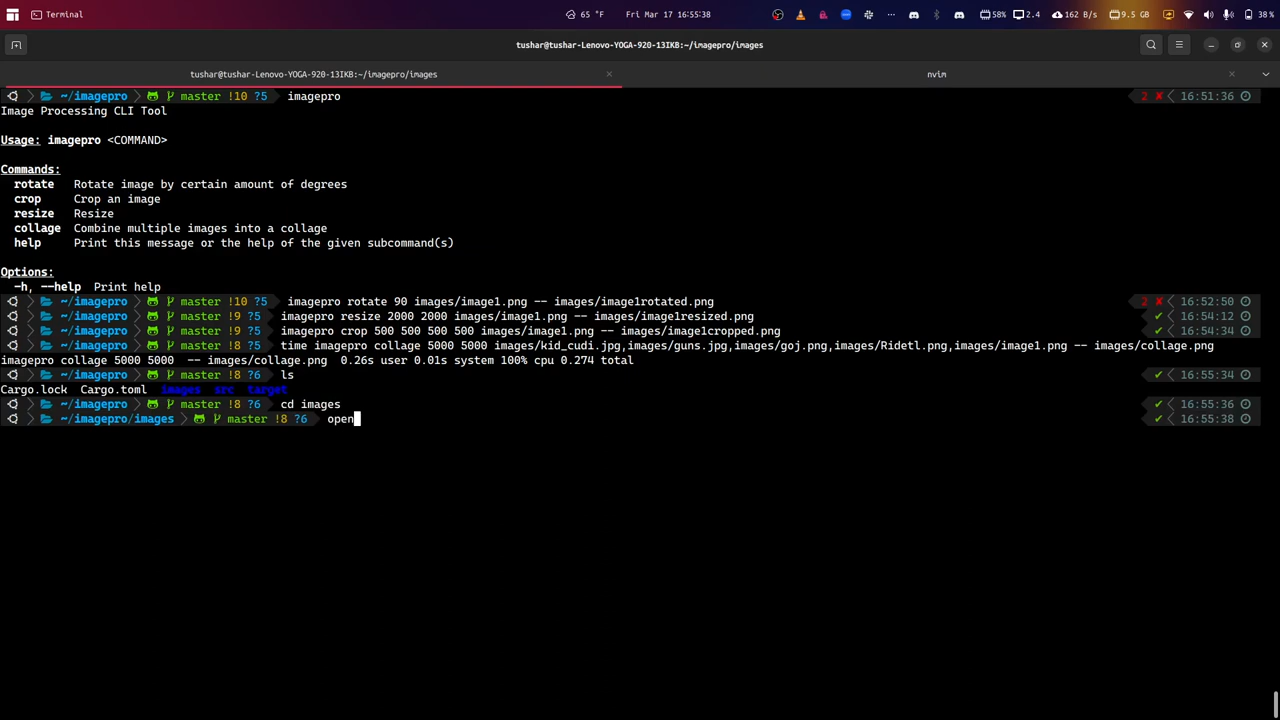 Terminal
65 °F
Fri Mar 17 16:55:38
58%
2.4
162 B/s
9.5 GB
38 %
tushar@tushar-Lenovo-YOGA-920-13IKB:~/imagepro/images
tushar@tushar-Lenovo-YOGA-920-13IKB:~/imagepro/images
nvim
~/imagepro master !10 ?5 imagepro 2 ✘ 16:51:36
Image Processing CLI Tool
Usage: imagepro <COMMAND>
Commands:
rotate Rotate image by certain amount of degrees
crop Crop an image
resize Resize
collage Combine multiple images into a collage
help Print this message or the help of the given subcommand(s)
Options:
-h, --help Print help
~/imagepro master !10 ?5 imagepro rotate 90 images/image1.png -- images/image1rotated.png 2 ✘ 16:52:50
~/imagepro master !9 ?5 imagepro resize 2000 2000 images/image1.png -- images/image1resized.png ✔ 16:54:12
~/imagepro master !9 ?5 imagepro crop 500 500 500 500 images/image1.png -- images/image1cropped.png ✔ 16:54:34
~/imagepro master !8 ?5 time imagepro collage 5000 5000 images/kid_cudi.jpg,images/guns.jpg,images/goj.png,images/Ridetl.png,images/image1.png -- images/collage.png
imagepro collage 5000 5000 -- images/collage.png 0.26s user 0.01s system 100% cpu 0.274 total
~/imagepro master !8 ?6 ls ✔ 16:55:34
Cargo.lock Cargo.toml images src target
~/imagepro master !8 ?6 cd images ✔ 16:55:36
~/imagepro/images master !8 ?6 open ✔ 16:55:38